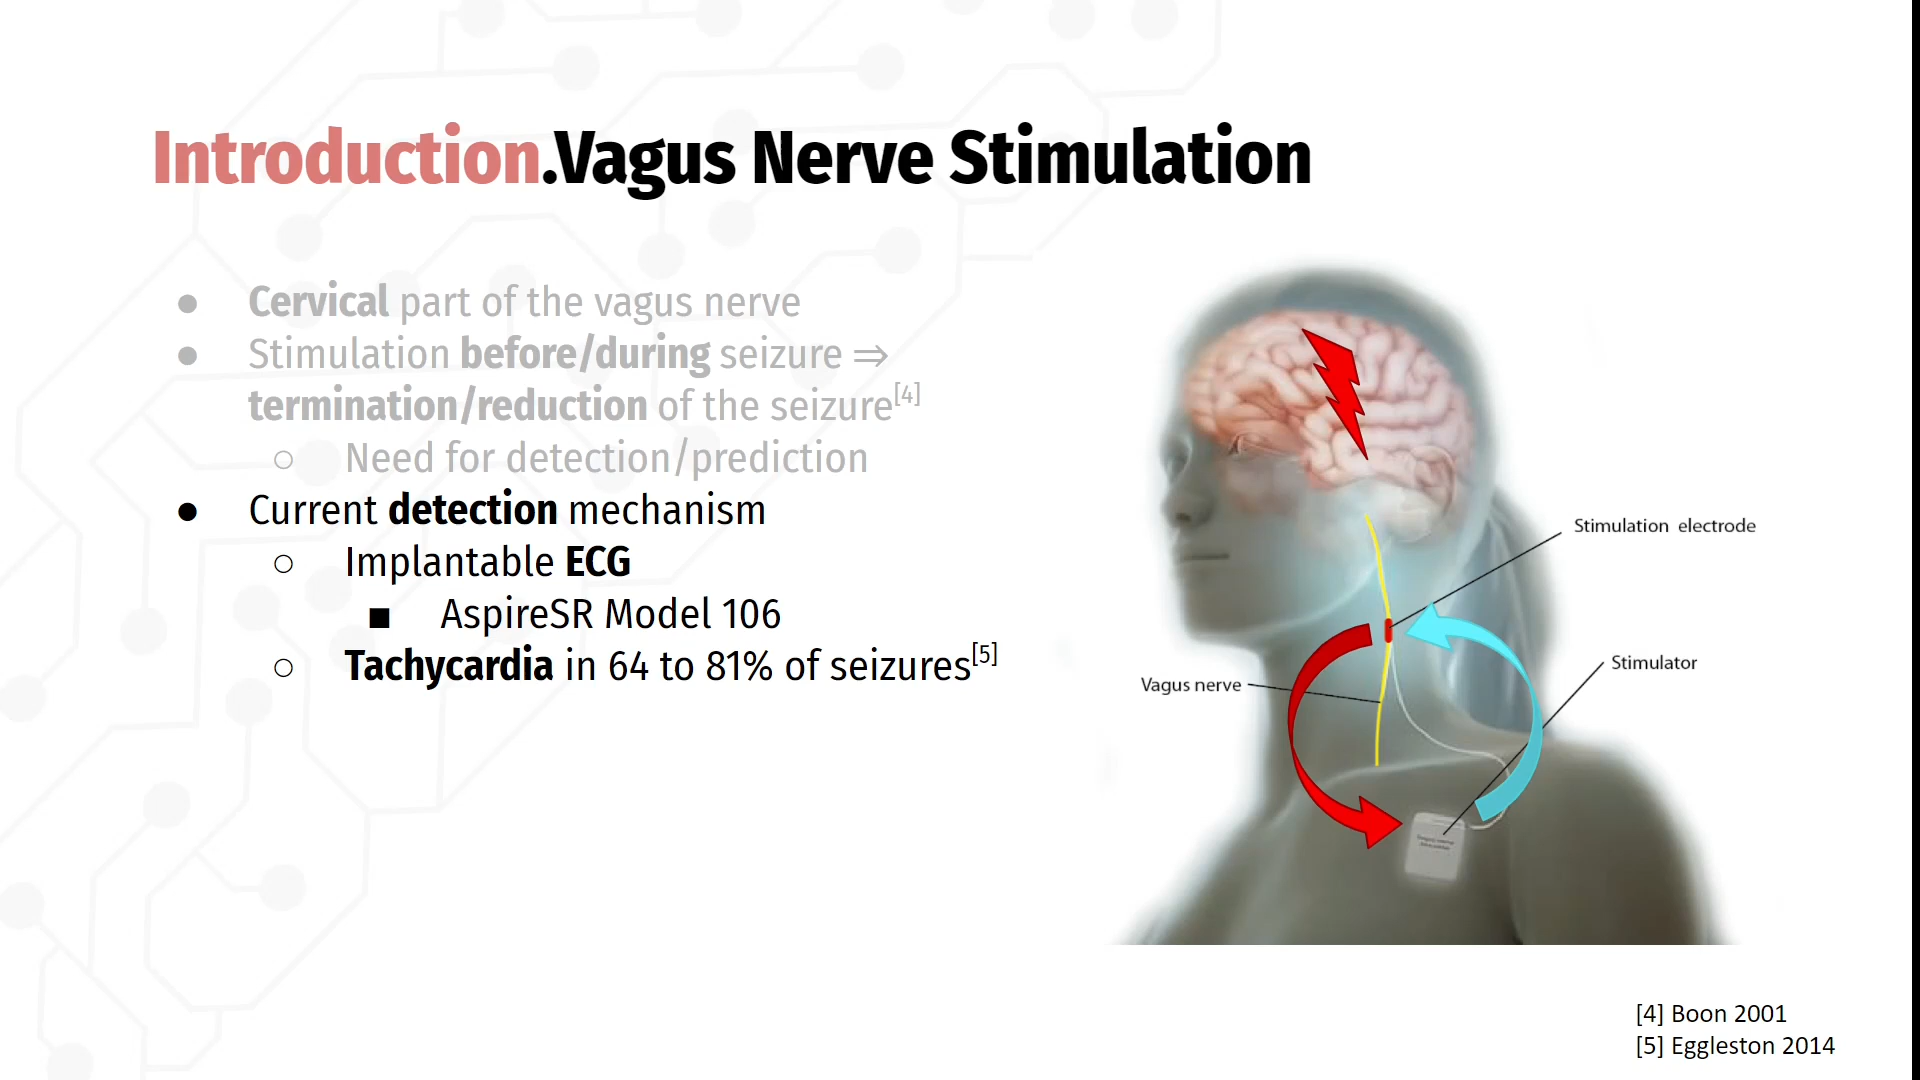 Introduction.Vagus Nerve Stimulation
● Cervical part of the vagus nerve
● Stimulation before/during seizure ⇒
termination/reduction of the seizure[4]
○ Need for detection/prediction
● Current detection mechanism
○ Implantable ECG
■ AspireSR Model 106
○ Tachycardia in 64 to 81% of seizures[5]
Stimulation electrode
Stimulator
Vagus nerve
[4] Boon 2001
[5] Eggleston 2014